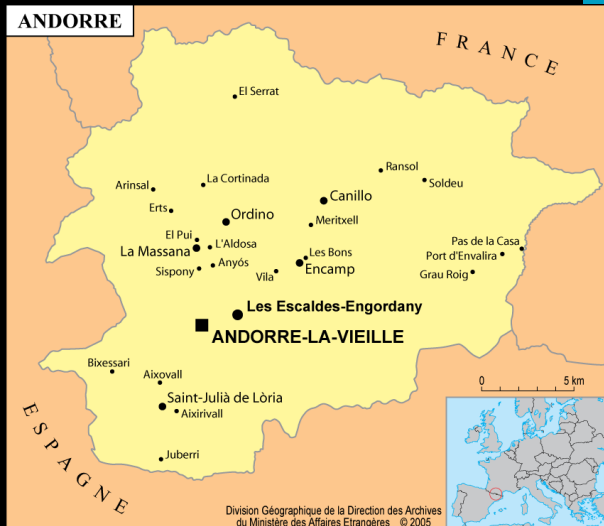 ANDORRE
FRANCE
El Serrat
Ransol
Arinsal
La Cortinada
Soldeu
Canillo
Erts
Ordino
Meritxell
El Pui
L'Aldosa
La Massana
Pas de la Casa
Les Bons
Port d'Envalira
Sispony
Anyós
Encamp
Vila
Grau Roig
Les Escaldes-Engordany
ANDORRE-LA-VIEILLE
Bixessari
Aixovall
0 5 km
Saint-Julià de Lòria
Aixirivall
ESPAGNE
Juberri
Division Géographique de la Direction des Archives
du Ministère des Affaires Etrangères © 2005